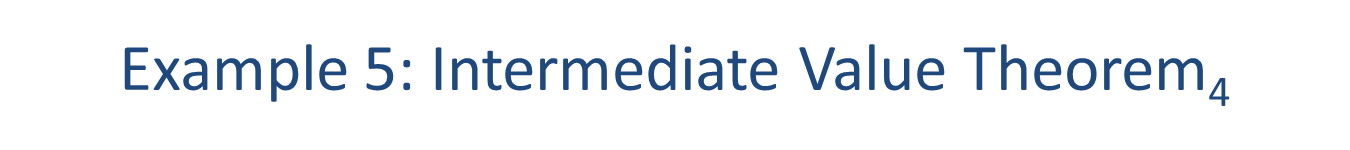 Example 5: Intermediate Value Theorem₄